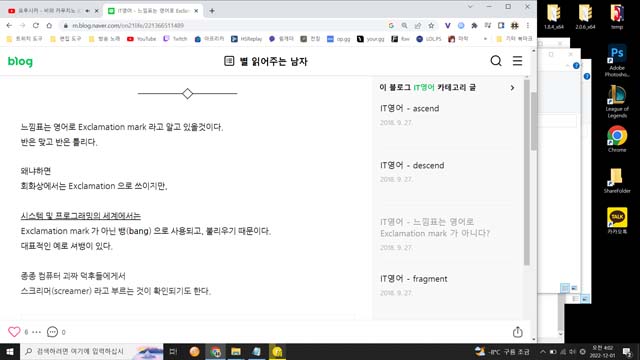 유우시카 - 비와 카푸치노
IT영어 - 느낌표는 영어로 Exclam
m.blog.naver.com/cn21life/221366511489
트위치 도구
편집 도구
방송 노래
YouTube
Twitch
아프리카
HSReplay
릴게더
전장
op.gg
your.gg
flow
LOL.PS
마작
»
기타 북마크
1.8.4_x64
2.0.6_x64
temp
blog
별 읽어주는 남자
느낌표는 영어로 Exclamation mark 라고 알고 있을것이다.
반은 맞고 반은 틀리다.
왜냐하면
회화상에서는 Exclamation 으로 쓰이지만,
시스템 및 프로그래밍의 세계에서는
Exclamation mark 가 아닌 뱅(bang) 으로 사용되고, 불리우기 때문이다.
대표적인 예로 셔뱅이 있다.
종종 컴퓨터 괴짜 덕후들에게서
스크리머(screamer) 라고 부르는 것이 확인되기도 한다.
6
0
이 블로그 IT영어 카테고리 글
IT영어 - ascend
2018. 9. 27.
IT영어 - descend
2018. 9. 27.
IT영어 - 느낌표는 영어로
Exclamation mark 가 아니다?
2018. 9. 27.
IT영어 - fragment
2018. 9. 27.
Ps
Adobe
Photosho...
League of
Legends
Chrome
ShareFolder
TALK
카카오톡
검색하려면 여기에 입력하십시
-8°C 구름 조금
오전 4:02
2022-12-01